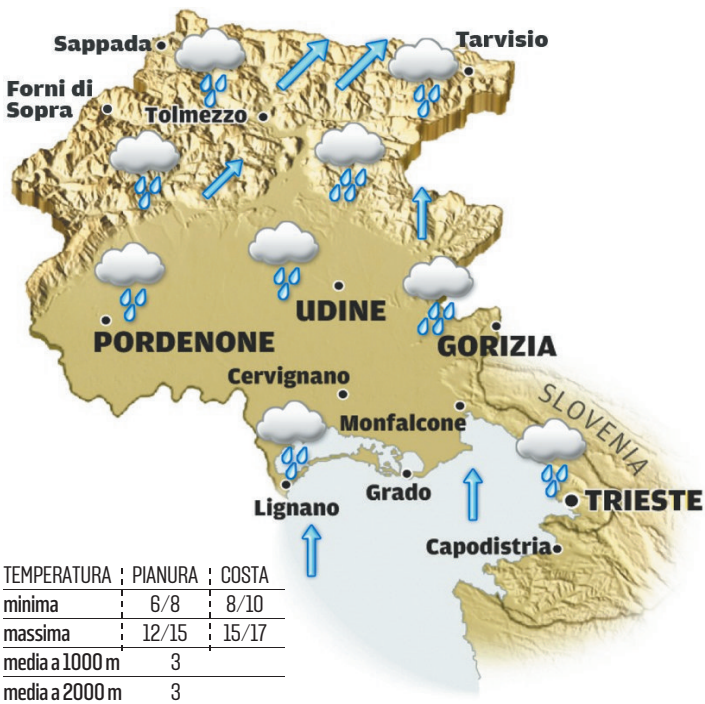 Sappada
Tarvisio
Forni di
Sopra
Tolmezzo
UDINE
PORDENONE
GORIZIA
Cervignano
SLOVENIA
Monfalcone
Grado
Lignano
TRIESTE
Capodistria
TEMPERATURA PIANURA COSTA
minima 6/8 8/10
massima 12/15 15/17
media a 1000 m 3
media a 2000 m 3